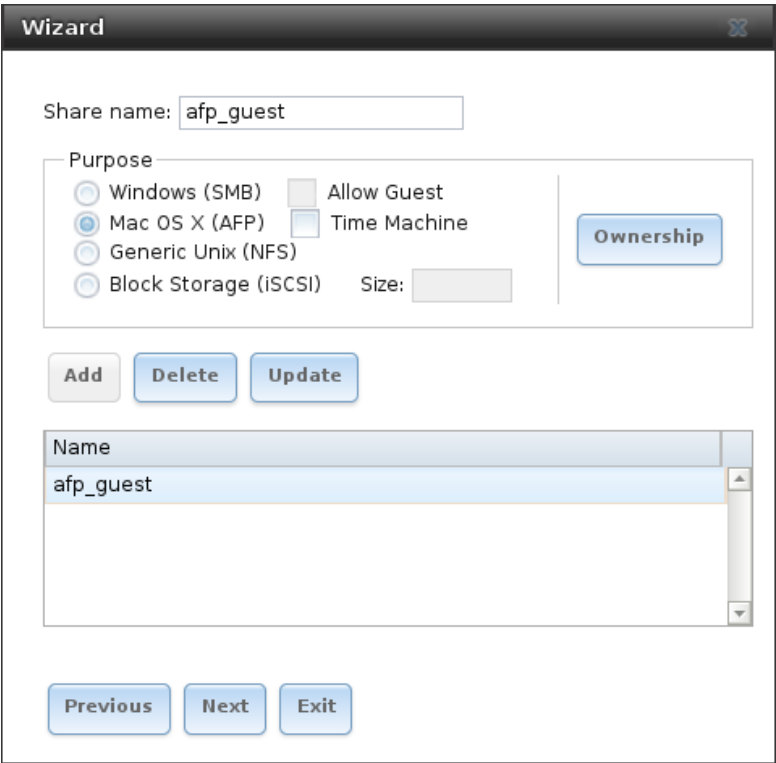 Wizard
Share name: afp_guest
Purpose
Windows (SMB) Allow Guest
Mac OS X (AFP) Time Machine
Generic Unix (NFS)
Block Storage (iSCSI) Size:
Ownership
Add Delete Update
Name
afp_guest
Previous Next Exit